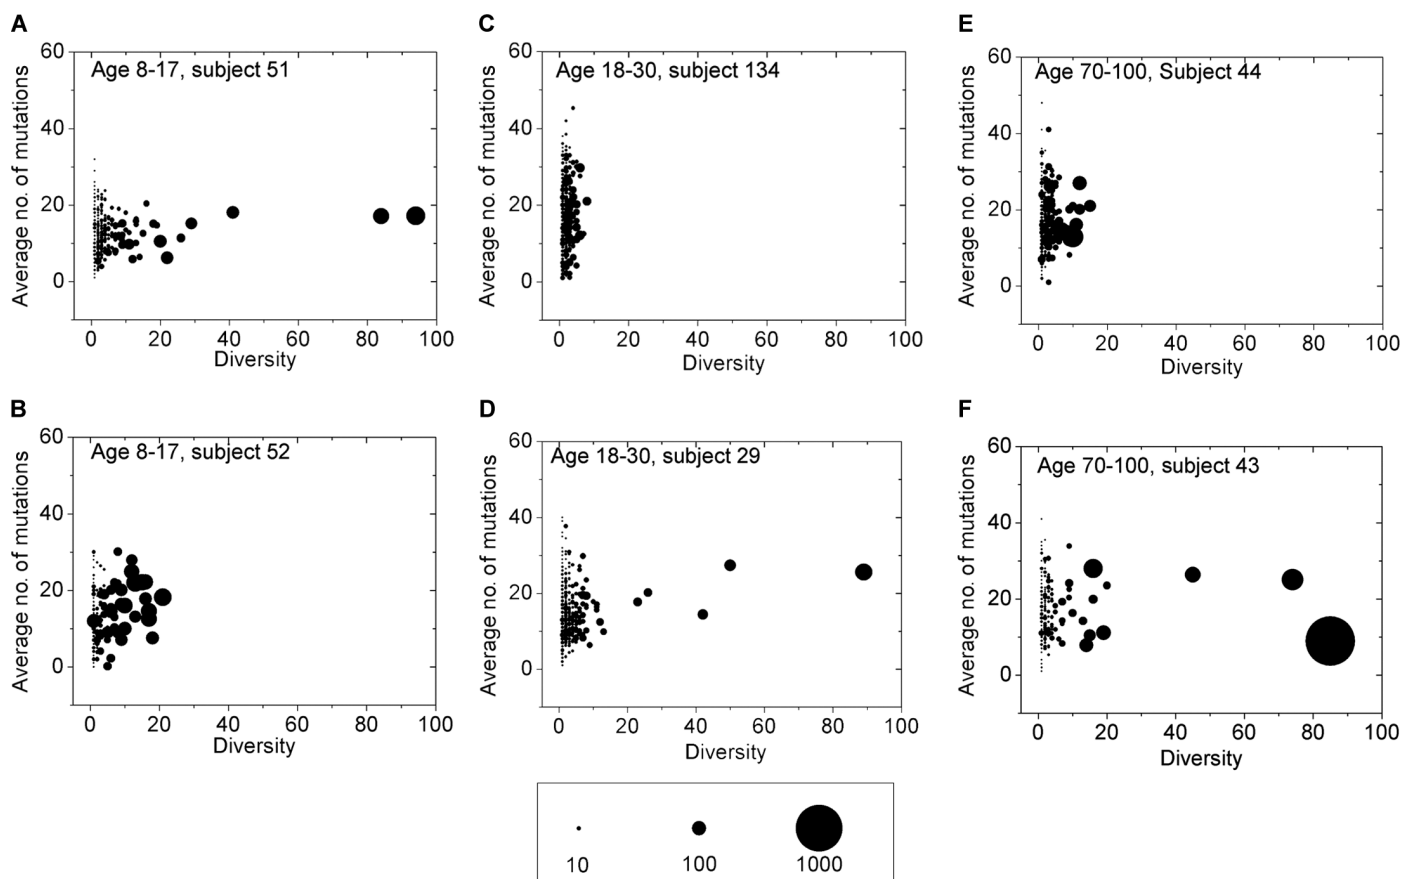 A
Age 8-17, subject 51
60
40
20
0
Average no. of mutations
0 20 40 60 80 100
Diversity
C
Age 18-30, subject 134
60
40
20
0
Average no. of mutations
0 20 40 60 80 100
Diversity
E
Age 70-100, Subject 44
60
40
20
0
Average no. of mutations
0 20 40 60 80 100
Diversity
B
Age 8-17, subject 52
60
40
20
0
Average no. of mutations
0 20 40 60 80 100
Diversity
D
Age 18-30, subject 29
60
40
20
0
Average no. of mutations
0 20 40 60 80 100
Diversity
F
Age 70-100, subject 43
60
40
20
0
Average no. of mutations
0 20 40 60 80 100
Diversity
10 100 1000